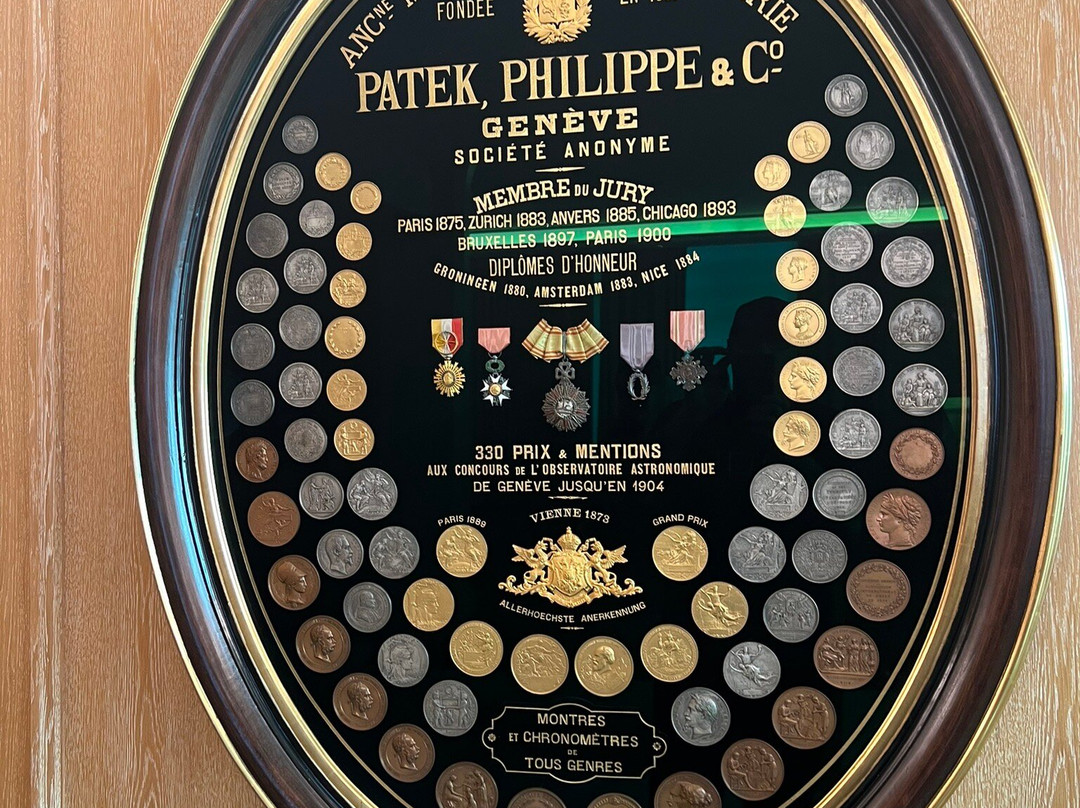 ANCNE
FONDÉE EN
PATEK, PHILIPPE & CO
GENÈVE
SOCIÉTÉ ANONYME
MEMBRE DU JURY
PARIS 1875, ZURICH 1883, ANVERS 1885, CHICAGO 1893
BRUXELLES 1897, PARIS 1900
DIPLÔMES D'HONNEUR
GRONINGEN 1880, AMSTERDAM 1883, NICE 1884
330 PRIX & MENTIONS
AUX CONCOURS DE L'OBSERVATOIRE ASTRONOMIQUE
DE GENÈVE JUSQU'EN 1904
PARIS 1889
VIENNE 1873
GRAND PRIX
ALLERHOECHSTE ANERKENNUNG
MONTRES
ET CHRONOMÈTRES
DE
TOUS GENRES